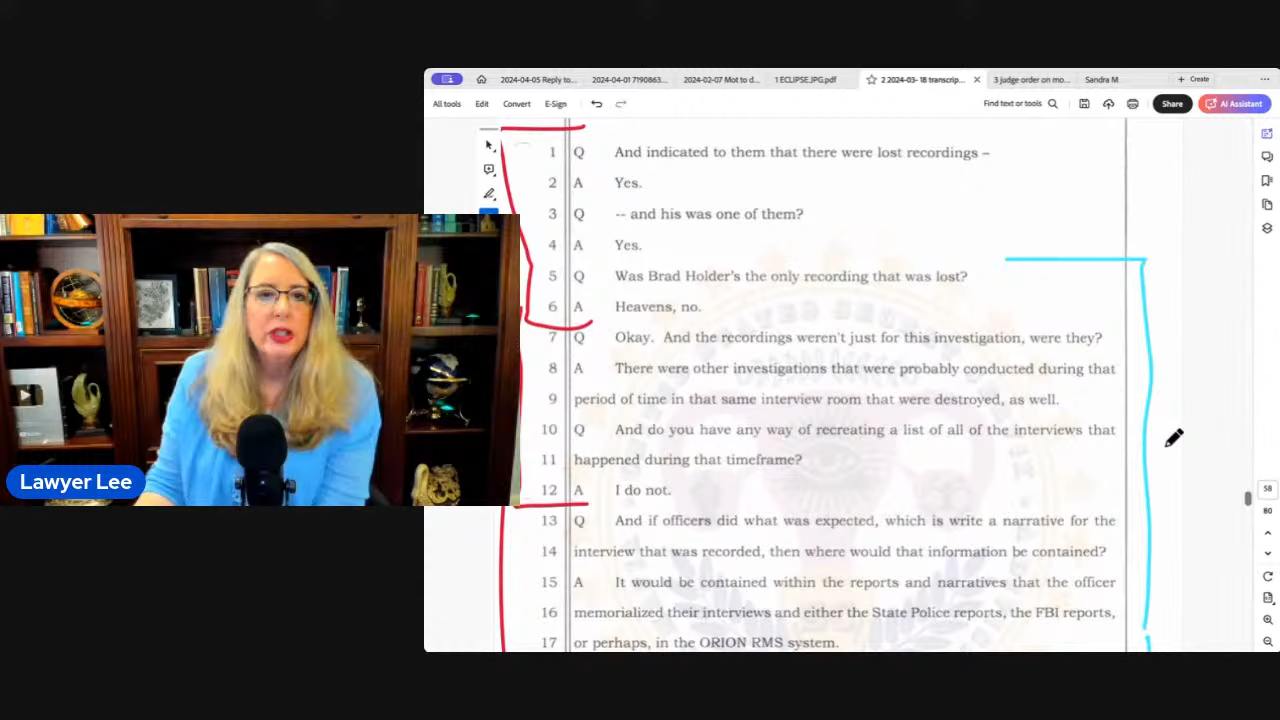 2024-04-05 Reply to... 2024-04-01 7190863... 2024-02-07 Mot to d... 1 ECLIPSE.JPG.pdf 2 2024-03- 18 transcrip... 3 judge order on mo... Sandra M + Create
All tools Edit Convert E-Sign Find text or tools Share AI Assistant
1 Q And indicated to them that there were lost recordings –
2 A Yes.
3 Q -- and his was one of them?
4 A Yes.
5 Q Was Brad Holder's the only recording that was lost?
6 A Heavens, no.
7 Q Okay. And the recordings weren't just for this investigation, were they?
8 A There were other investigations that were probably conducted during that
9 period of time in that same interview room that were destroyed, as well.
10 Q And do you have any way of recreating a list of all of the interviews that
11 happened during that timeframe?
12 A I do not.
13 Q And if officers did what was expected, which is write a narrative for the
14 interview that was recorded, then where would that information be contained?
15 A It would be contained within the reports and narratives that the officer
16 memorialized their interviews and either the State Police reports, the FBI reports,
17 or perhaps, in the ORION RMS system.
58
80
Lawyer Lee